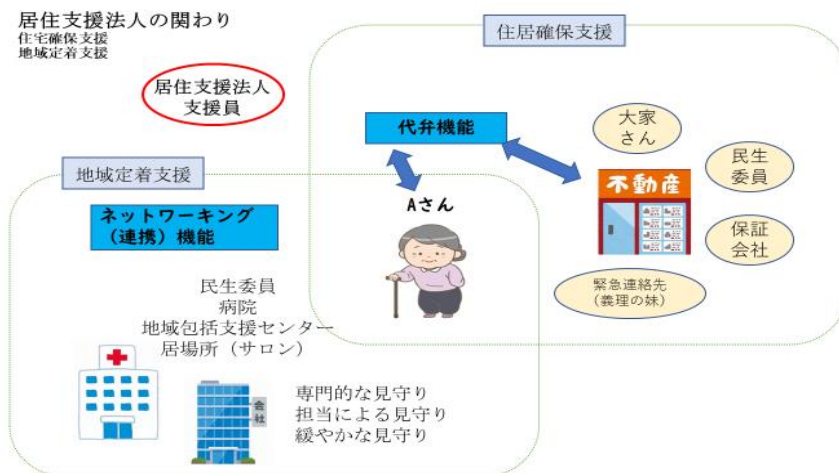 居住支援法人の関わり
住宅確保支援
地域定着支援
居住支援法人
支援員
住居確保支援
代弁機能
大家
さん
民生
委員
不動産
保証
会社
緊急連絡先
(義理の妹)
地域定着支援
Aさん
ネットワーキング
(連携)機能
民生委員
病院
地域包括支援センター
居場所(サロン)
会社
専門的な見守り
担当による見守り
緩やかな見守り